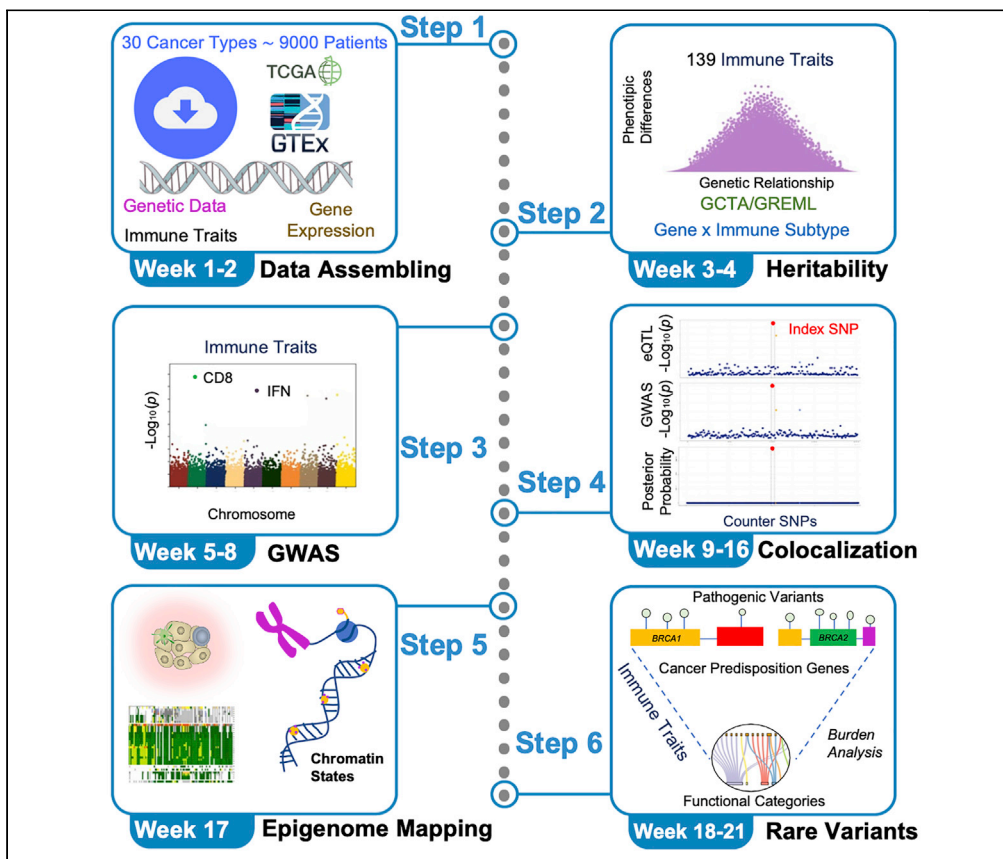 Step 1
30 Cancer Types ~ 9000 Patients
TCGA
GTEx
Genetic Data
Gene
Expression
Immune Traits
Week 1-2 Data Assembling
Step 2
139 Immune Traits
Phenotipic
Differences
Genetic Relationship
GCTA/GREML
Gene x Immune Subtype
Week 3-4 Heritability
Step 3
Immune Traits
CD8
IFN
-Log10(p)
Chromosome
Week 5-8 GWAS
Step 4
Index SNP
eQTL
-Log10(p)
GWAS
-Log10(p)
Posterior
Probability
Counter SNPs
Week 9-16 Colocalization
Step 5
Chromatin
States
Week 17 Epigenome Mapping
Step 6
Pathogenic Variants
BRCA1
BRCA2
Cancer Predisposition Genes
Immune Traits
Burden
Analysis
Functional Categories
Week 18-21 Rare Variants